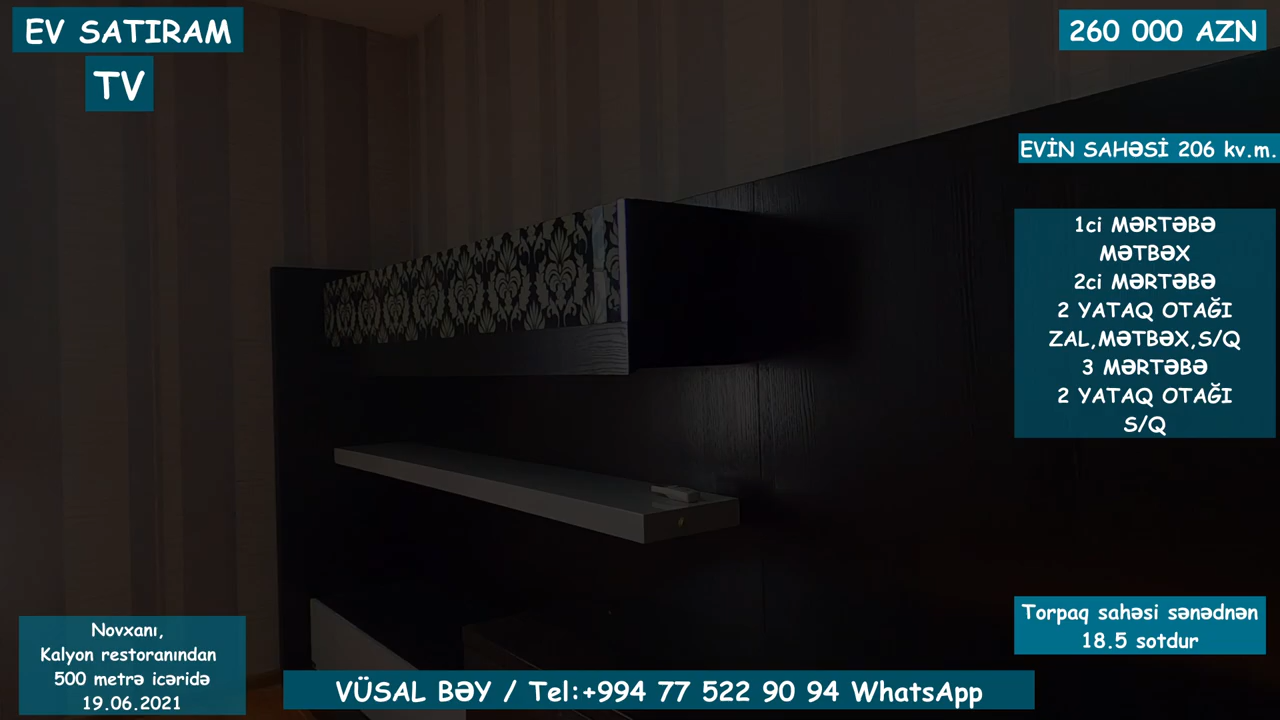 EV SATIRAM
TV
260 000 AZN
EVİN SAHƏSİ 206 kv.m.
1ci MƏRTƏBƏ
MƏTBƏX
2ci MƏRTƏBƏ
2 YATAQ OTAĞI
ZAL,MƏTBƏX,S/Q
3 MƏRTƏBƏ
2 YATAQ OTAĞI
S/Q
Torpaq sahəsi sənədnən
18.5 sotdur
Novxanı,
Kalyon restoranından
500 metrə icəridə
19.06.2021
VÜSAL BƏY / Tel:+994 77 522 90 94 WhatsApp